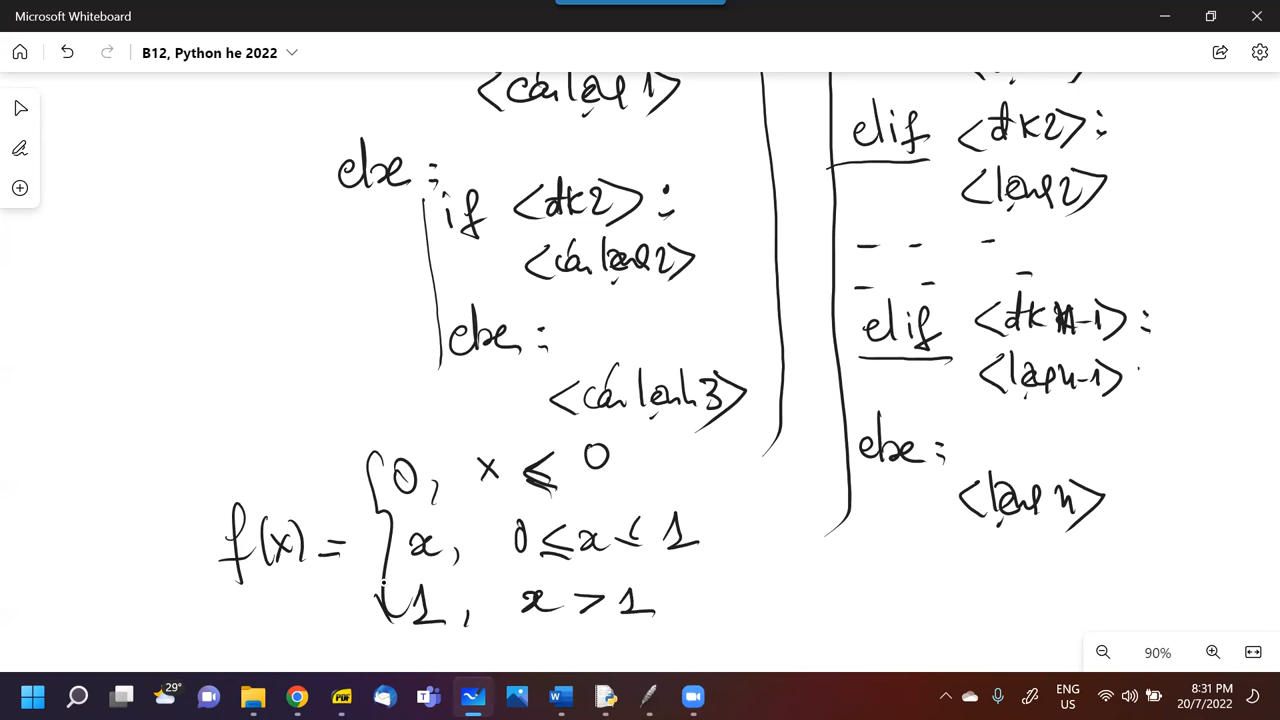 Microsoft Whiteboard
B12, Python he 2022
<câu lệnh 1>
else :
if <đk2> :
<câu lệnh 2>
else :
<câu lệnh 3>
elif <đk2> :
<lệnh 2>
elif <đk n-1> :
<lệnh n-1>
else :
<lệnh n>
f(x) =
0, x ≤ 0
x, 0 ≤ x ≤ 1
1, x > 1
90%
29°
ENG
US
8:31 PM
20/7/2022